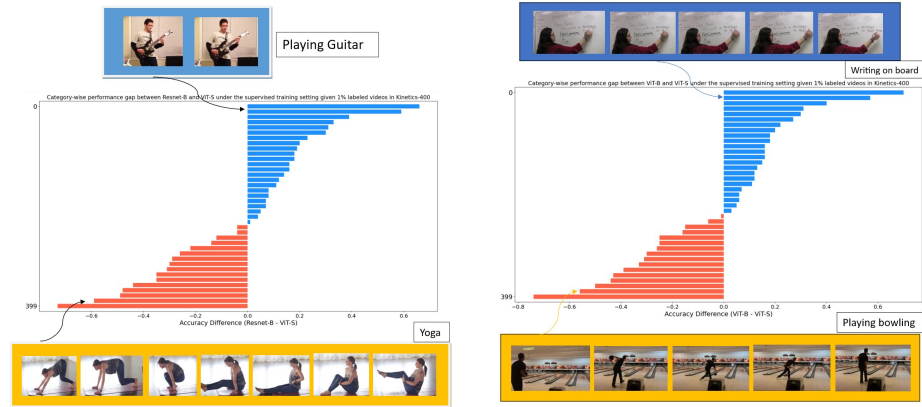 Playing Guitar
Category-wise performance gap between Resnet-B and ViT-S under the supervised training setting given 1% labeled videos in Kinetics-400
0
399
−0.6
−0.4
−0.2
0.0
0.2
0.4
0.6
Accuracy Difference (Resnet-B - ViT-S)
Yoga
Writing on board
Category-wise performance gap between ViT-B and ViT-S under the supervised training setting given 1% labeled videos in Kinetics-400
0
399
−0.8
−0.6
−0.4
−0.2
0.0
0.2
0.4
0.6
Accuracy Difference (ViT-B - ViT-S)
Playing bowling